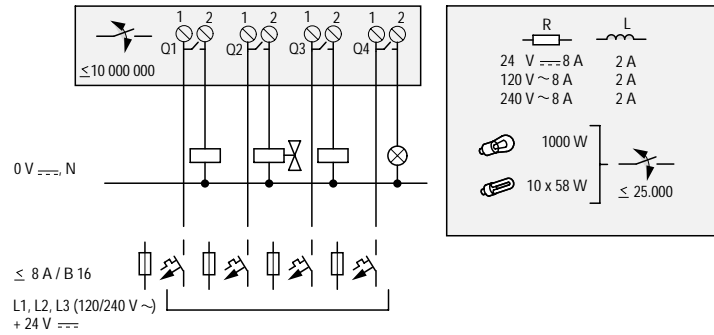 1 2 1 2 1 2 1 2
Q1 Q2 Q3 Q4
≤10 000 000
0 V ⎓, N
≤ 8 A / B 16
L1, L2, L3 (120/240 V ~)
+ 24 V ⎓
R L
24 V ⎓ 8 A 2 A
120 V ~ 8 A 2 A
240 V ~ 8 A 2 A
1000 W
10 x 58 W
≤ 25.000